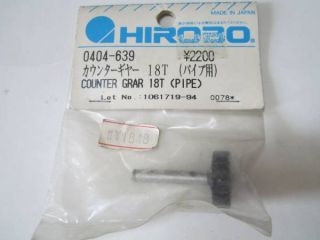 MADE IN JAPAN
HIROBO
0404-639 ¥2200
カウンターギヤー 18T (パイプ用)
COUNTER GRAR 18T (PIPE)
Lot No.:1061719-94 0078*